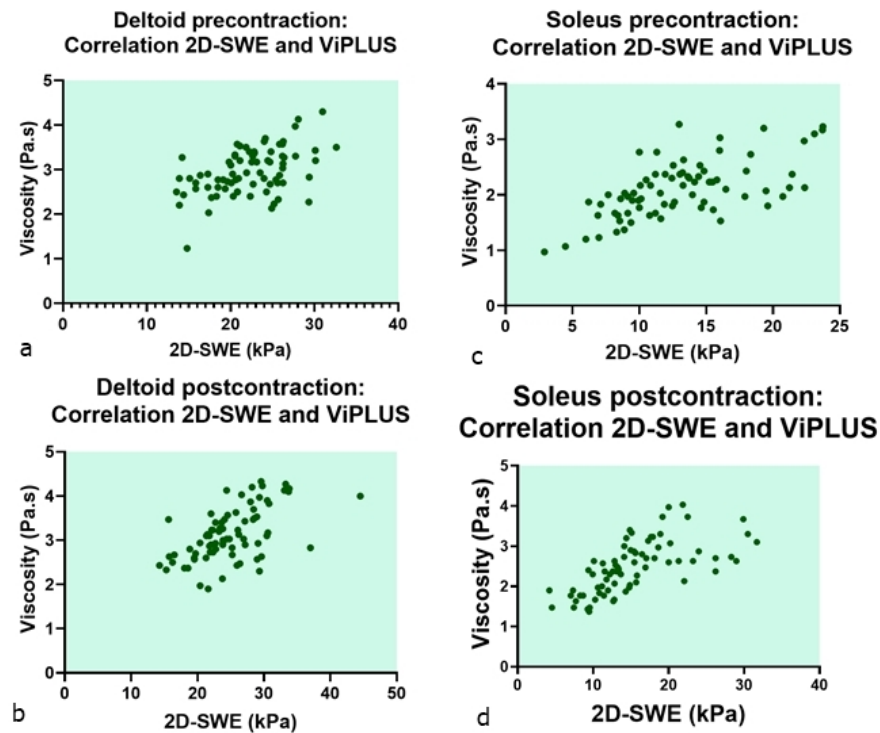 Deltoid precontraction:
Correlation 2D-SWE and ViPLUS
5
4
3
2
1
0
Viscosity (Pa.s)
0 10 20 30 40
2D-SWE (kPa)
a
Soleus precontraction:
Correlation 2D-SWE and ViPLUS
4
3
2
1
0
Viscosity (Pa.s)
0 5 10 15 20 25
2D-SWE (kPa)
c
Deltoid postcontraction:
Correlation 2D-SWE and ViPLUS
5
4
3
2
1
0
Viscosity (Pa.s)
0 10 20 30 40 50
2D-SWE (kPa)
b
Soleus postcontraction:
Correlation 2D-SWE and ViPLUS
5
4
3
2
1
0
Viscosity (Pa.s)
0 10 20 30 40
2D-SWE (kPa)
d